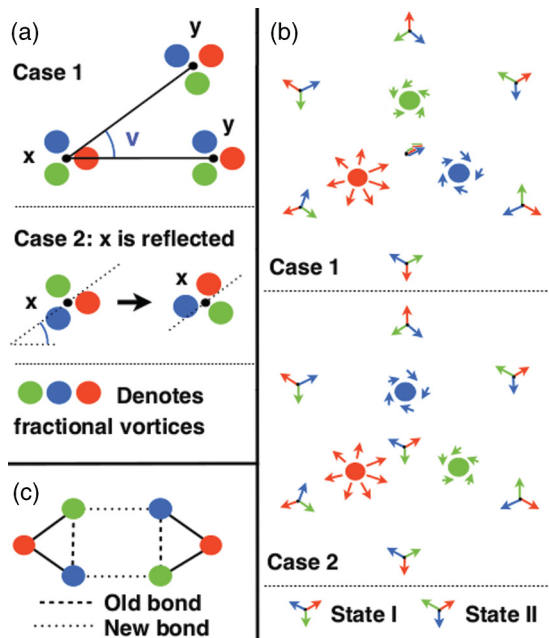 (a)
Case 1
y
y
x
v
Case 2: x is reflected
x
x
Denotes
fractional vortices
(c)
Old bond
New bond
(b)
Case 1
Case 2
State I
State II